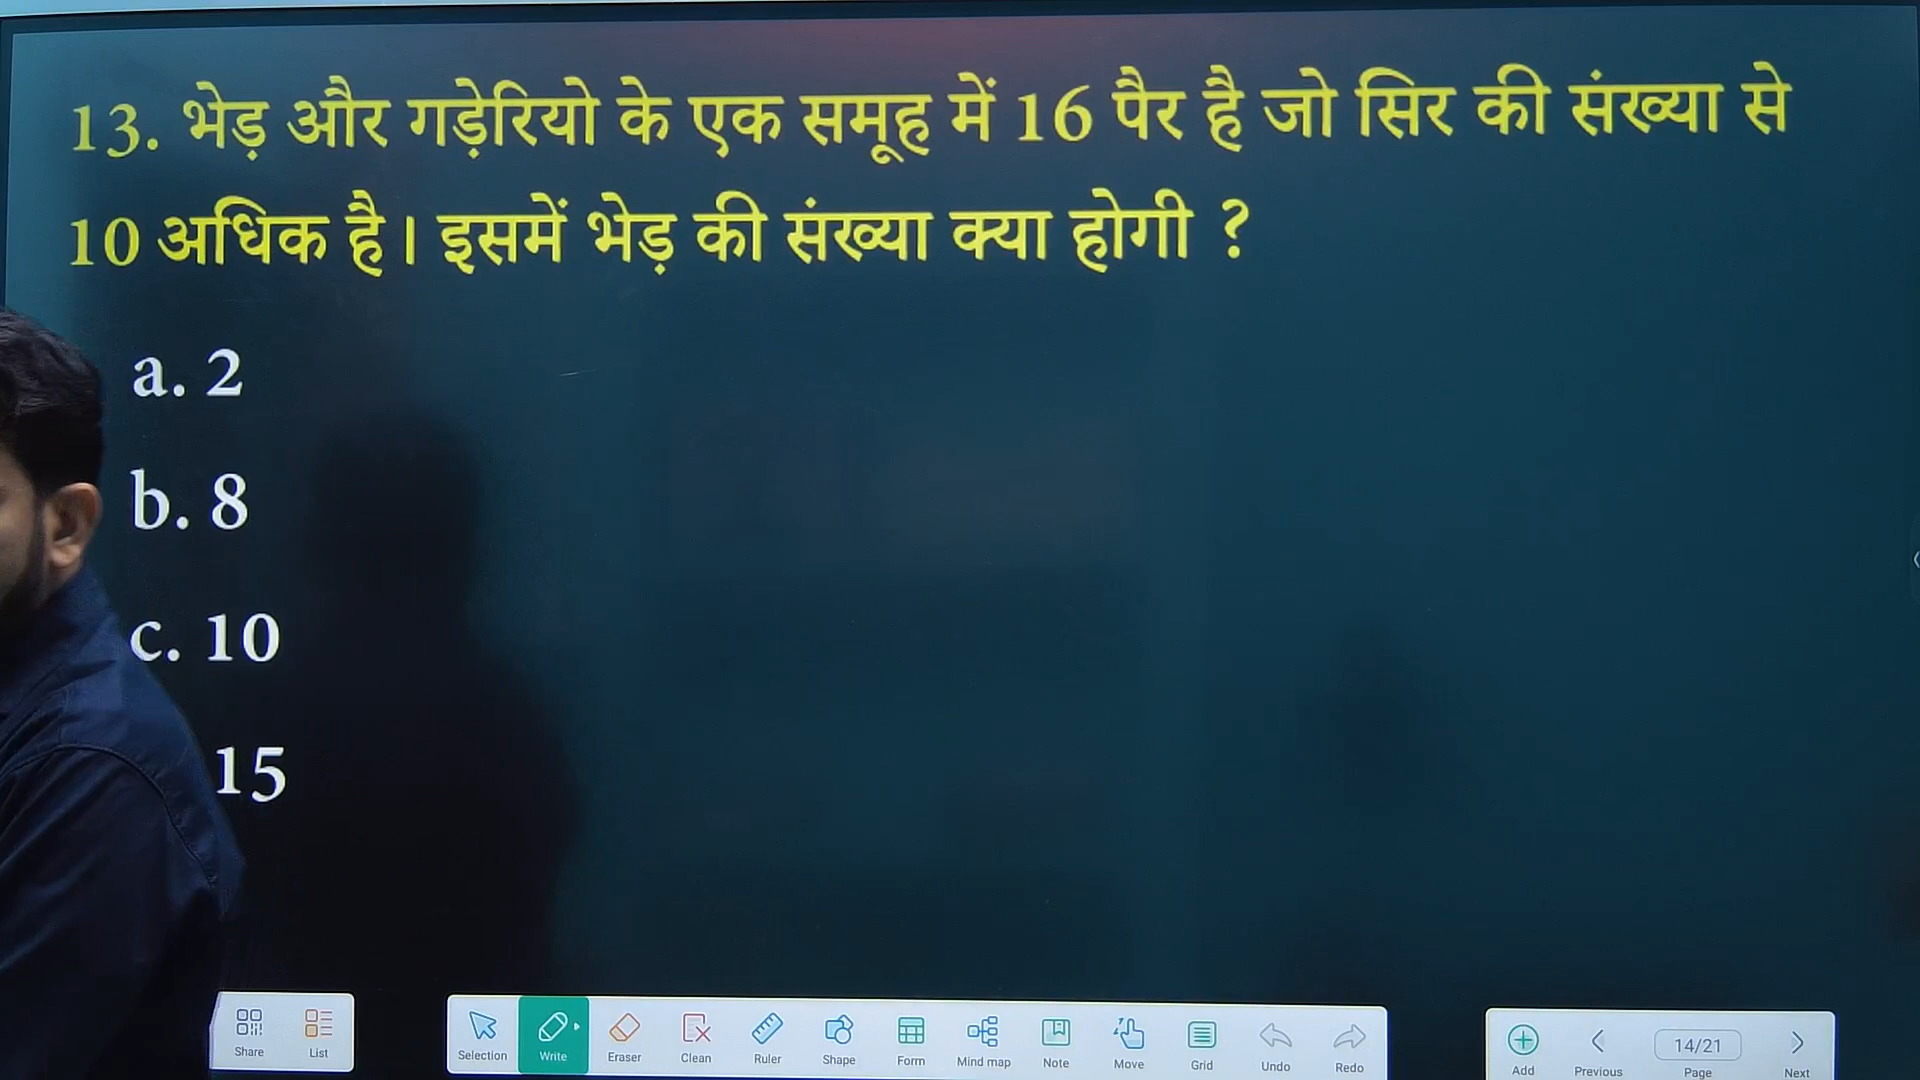 13. भेड़ और गड़ेरियो के एक समूह में 16 पैर है जो सिर की संख्या से
10 अधिक है। इसमें भेड़ की संख्या क्या होगी ?
a. 2
b. 8
c. 10
15
Share
List
Selection
Write
Eraser
Clean
Ruler
Shape
Form
Mind map
Note
Move
Grid
Undo
Redo
Add
Previous
14/21
Page
Next